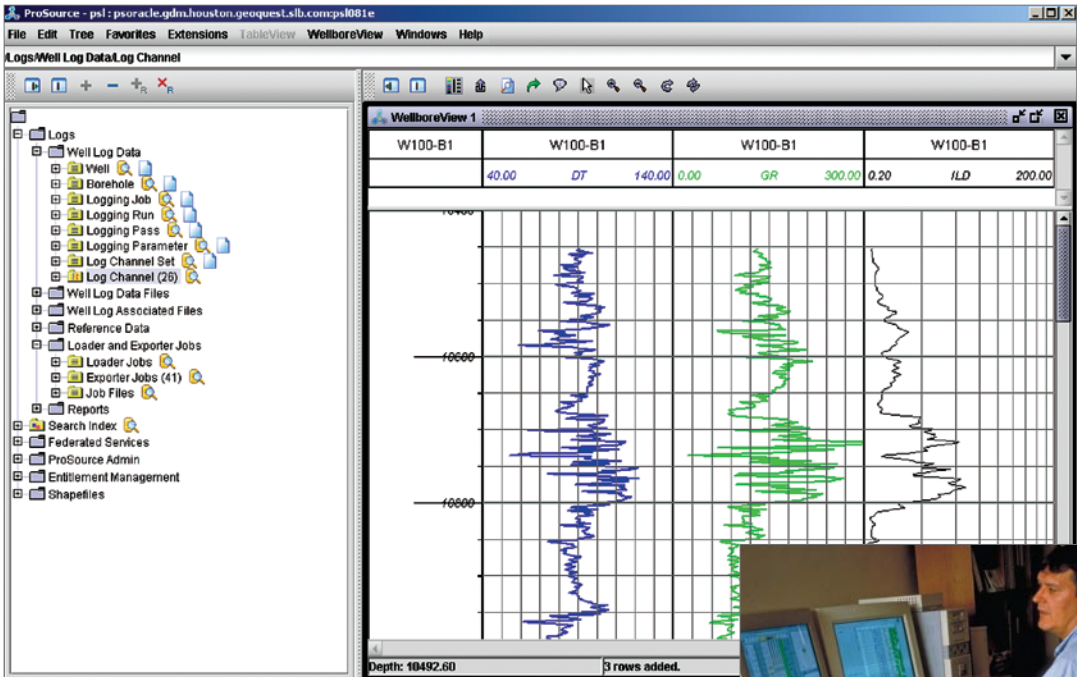 ProSource - psl : psoracle.gdm.houston.geoquest.slb.com:psl081e
File Edit Tree Favorites Extensions TableView WellboreView Windows Help
/Logs/Well Log Data/Log Channel
R R
WellboreView 1
W100-B1 W100-B1 W100-B1 W100-B1
40.00 DT 140.00 0.00 GR 300.00 0.20 ILD 200.00
Logs
Well Log Data
Well
Borehole
Logging Job
Logging Run
Logging Pass
Logging Parameter
Log Channel Set
Log Channel (26)
Well Log Data Files
Well Log Associated Files
Reference Data
Loader and Exporter Jobs
Loader Jobs
Exporter Jobs (41)
Job Files
Reports
Search Index
Federated Services
ProSource Admin
Entitlement Management
Shapefiles
10400
10600
10800
Depth: 10492.60 3 rows added.